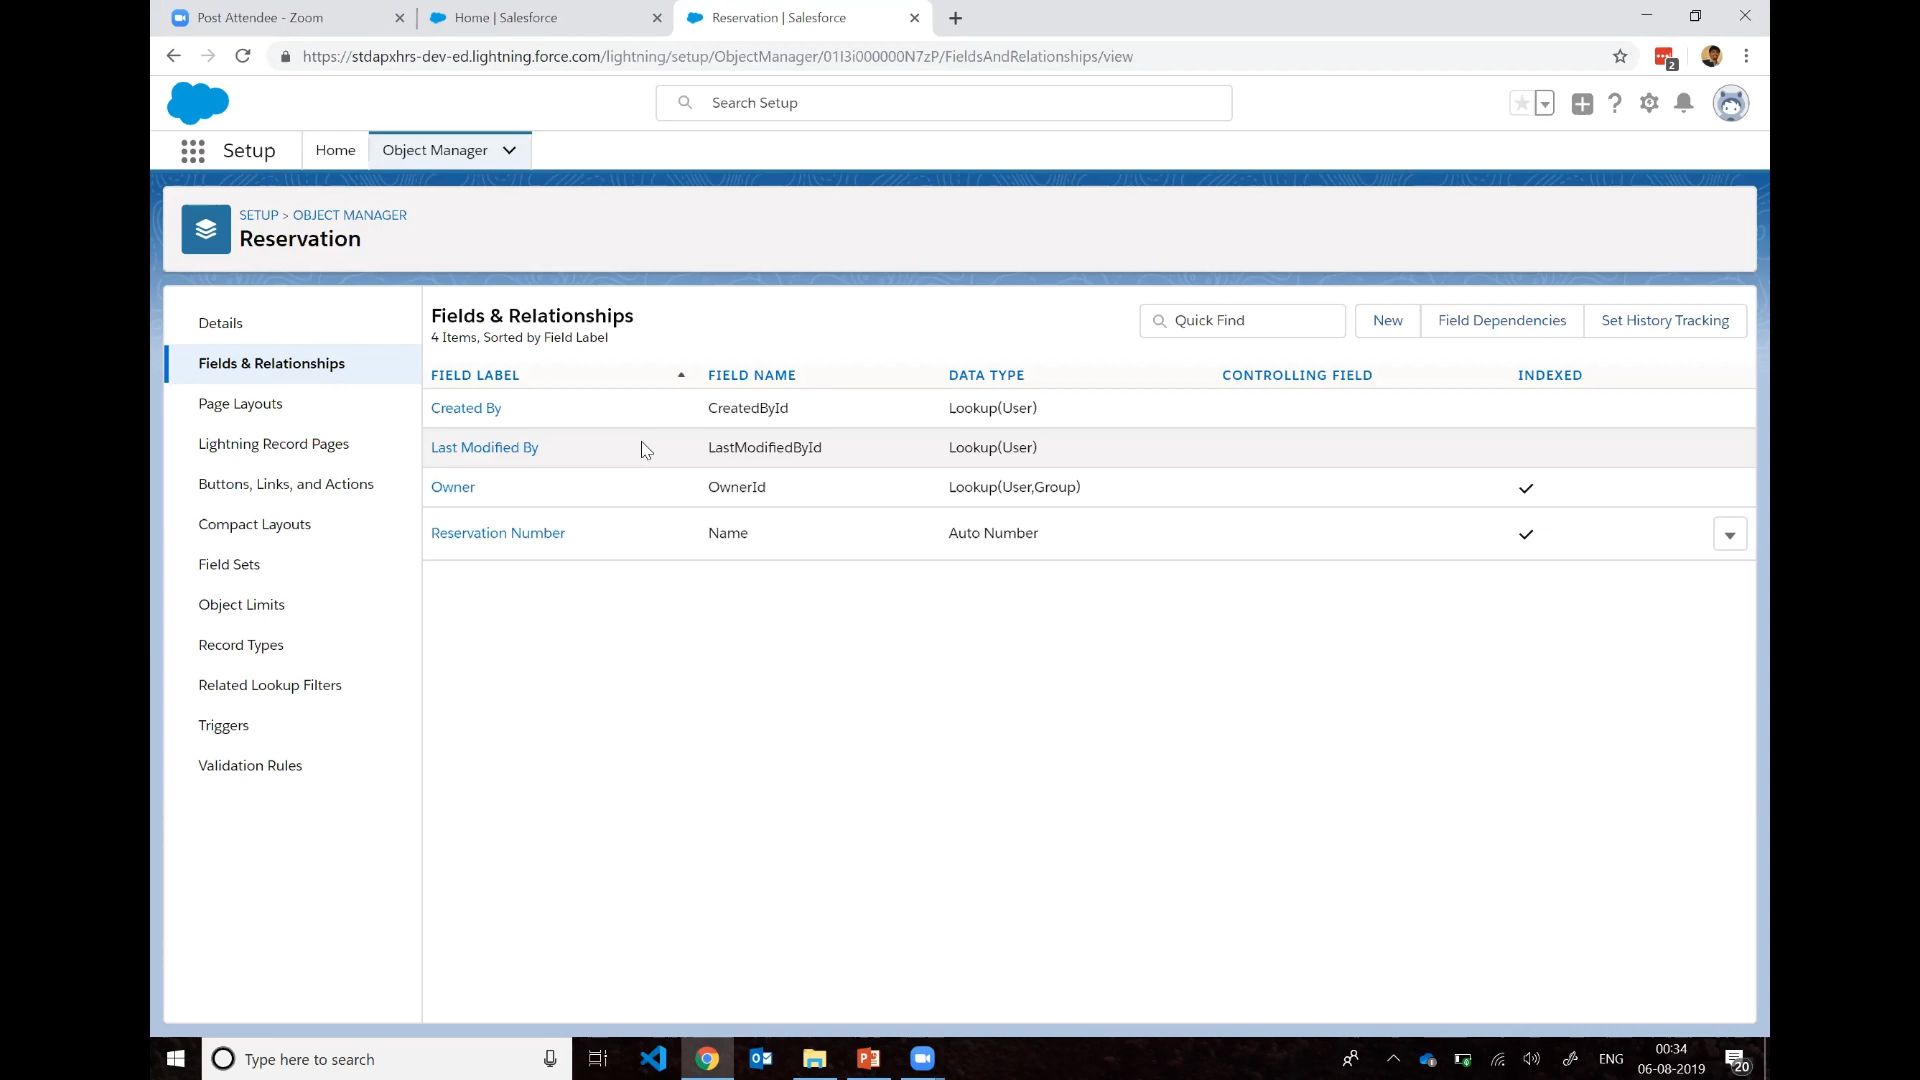 Post Attendee - Zoom
Home | Salesforce
Reservation | Salesforce
https://stdapxhrs-dev-ed.lightning.force.com/lightning/setup/ObjectManager/01I3i000000N7zP/FieldsAndRelationships/view
2
Search Setup
Setup
Home
Object Manager
SETUP > OBJECT MANAGER
Reservation
Details
Fields & Relationships
Page Layouts
Lightning Record Pages
Buttons, Links, and Actions
Compact Layouts
Field Sets
Object Limits
Record Types
Related Lookup Filters
Triggers
Validation Rules
Fields & Relationships
4 Items, Sorted by Field Label
Quick Find
New
Field Dependencies
Set History Tracking
FIELD LABEL FIELD NAME DATA TYPE CONTROLLING FIELD INDEXED
Created By CreatedById Lookup(User)
Last Modified By LastModifiedById Lookup(User)
Owner OwnerId Lookup(User,Group)
Reservation Number Name Auto Number
Type here to search
ENG
00:34
06-08-2019
20